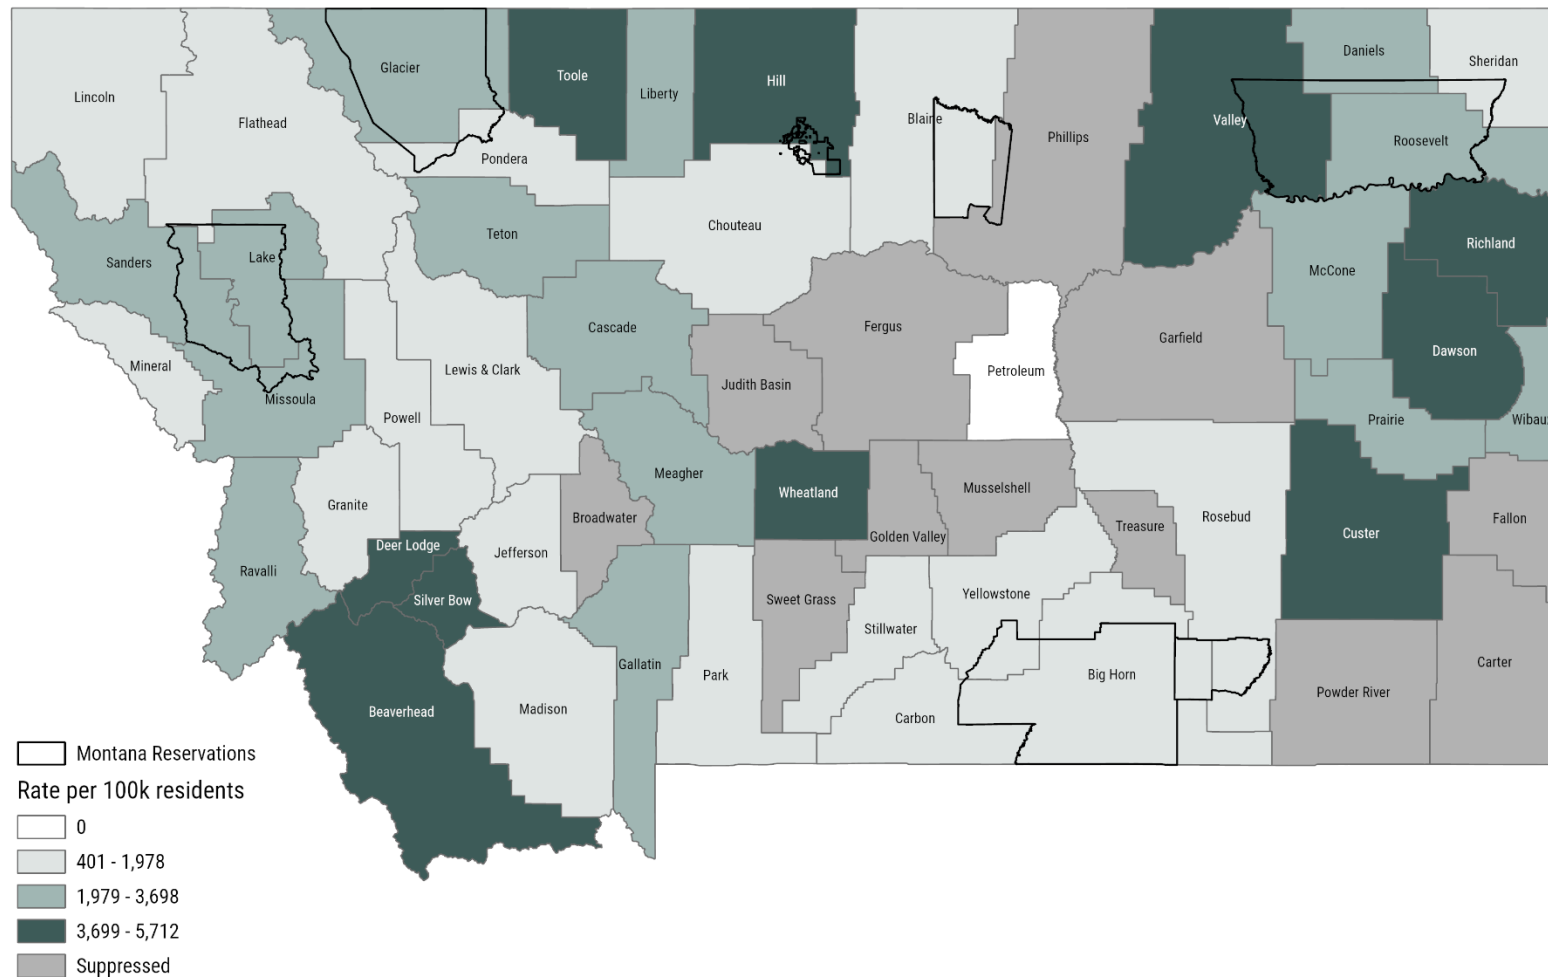 Daniels
Sheridan
Glacier
Toole
Hill
Liberty
Lincoln
Flathead
Blaine
Valley
Phillips
Roosevelt
Pondera
Chouteau
Teton
Sanders
Lake
Richland
McCone
Cascade
Fergus
Garfield
Dawson
Mineral
Lewis & Clark
Petroleum
Judith Basin
Missoula
Powell
Prairie
Wibau
Meagher
Wheatland
Musselshell
Granite
Broadwater
Treasure
Rosebud
Fallon
Custer
Golden Valley
Deer Lodge
Jefferson
Ravalli
Silver Bow
Sweet Grass
Yellowstone
Stillwater
Gallatin
Park
Big Horn
Carter
Powder River
Beaverhead
Madison
Carbon
Montana Reservations
Rate per 100k residents
0
401 - 1,978
1,979 - 3,698
3,699 - 5,712
Suppressed